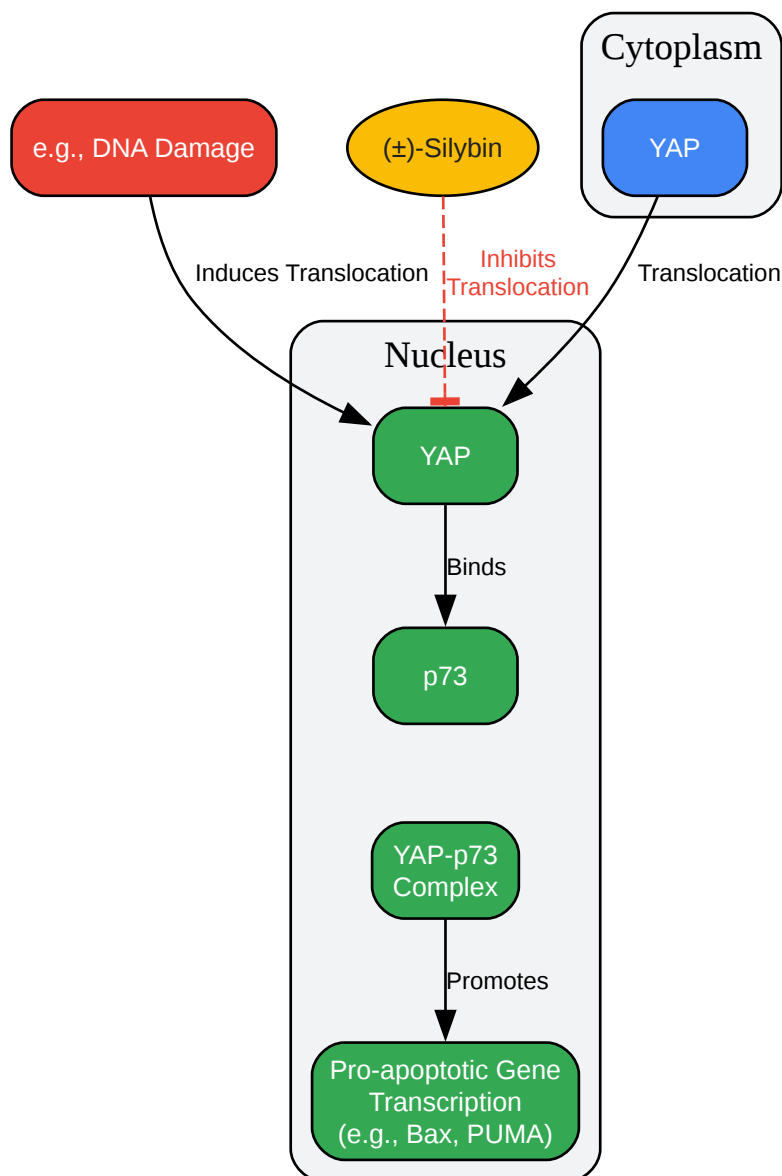 Cytoplasm
e.g., DNA Damage
(±)-Silybin
YAP
Induces Translocation
Inhibits
Translocation
Translocation
Nucleus
YAP
Binds
p73
YAP-p73
Complex
Promotes
Pro-apoptotic Gene
Transcription
(e.g., Bax, PUMA)